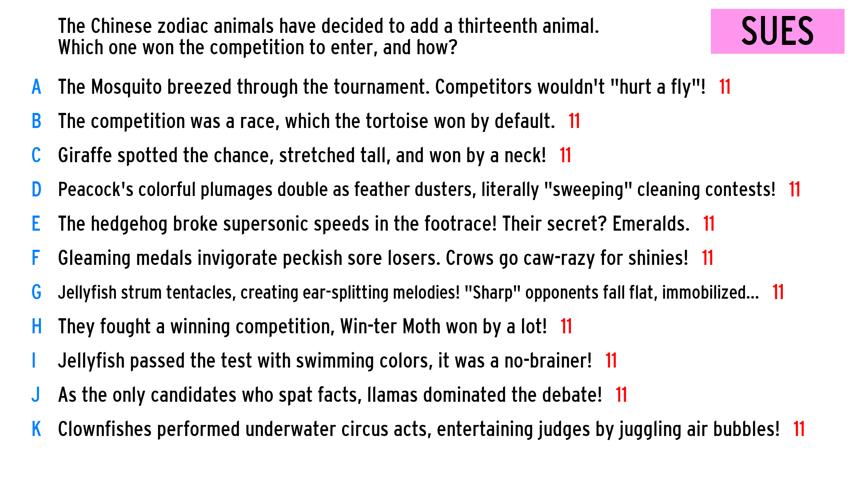 The Chinese zodiac animals have decided to add a thirteenth animal.
Which one won the competition to enter, and how?
SUES
A The Mosquito breezed through the tournament. Competitors wouldn't "hurt a fly"! 11
B The competition was a race, which the tortoise won by default. 11
C Giraffe spotted the chance, stretched tall, and won by a neck! 11
D Peacock's colorful plumages double as feather dusters, literally "sweeping" cleaning contests! 11
E The hedgehog broke supersonic speeds in the footrace! Their secret? Emeralds. 11
F Gleaming medals invigorate peckish sore losers. Crows go caw-razy for shinies! 11
G Jellyfish strum tentacles, creating ear-splitting melodies! "Sharp" opponents fall flat, immobilized... 11
H They fought a winning competition, Win-ter Moth won by a lot! 11
I Jellyfish passed the test with swimming colors, it was a no-brainer! 11
J As the only candidates who spat facts, llamas dominated the debate! 11
K Clownfishes performed underwater circus acts, entertaining judges by juggling air bubbles! 11